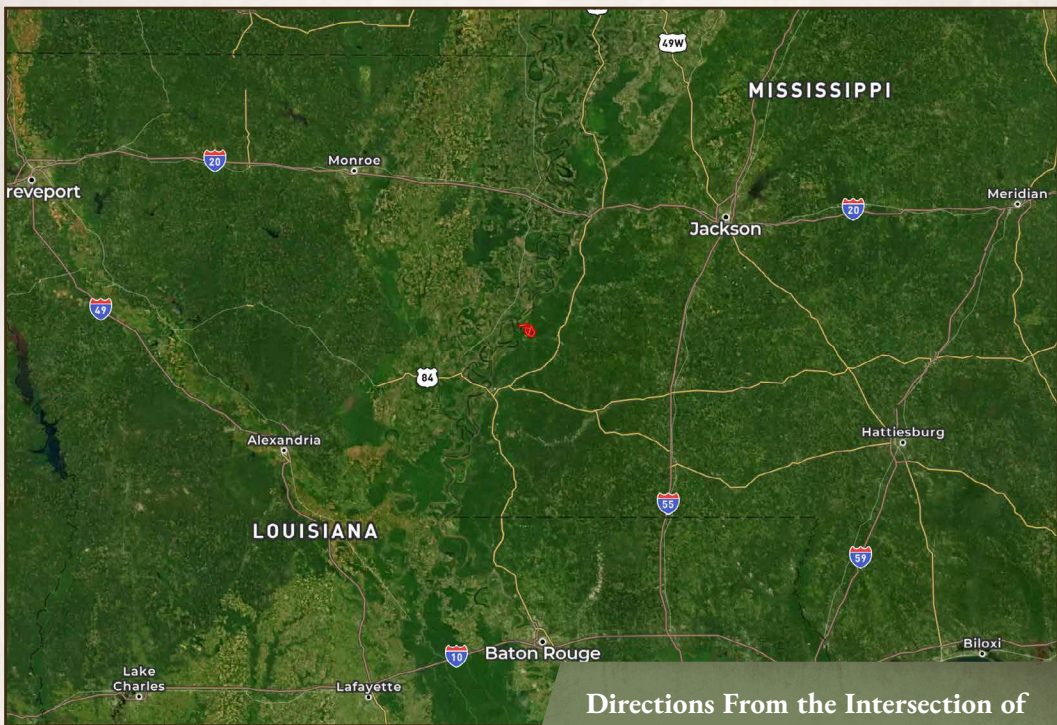 49W
MISSISSIPPI
20
Monroe
reveport
Meridian
20
Jackson
49
84
Hattiesburg
Alexandria
55
LOUISIANA
59
Biloxi
10
Baton Rouge
Lake
Charles
Lafayette
Directions From the Intersection of